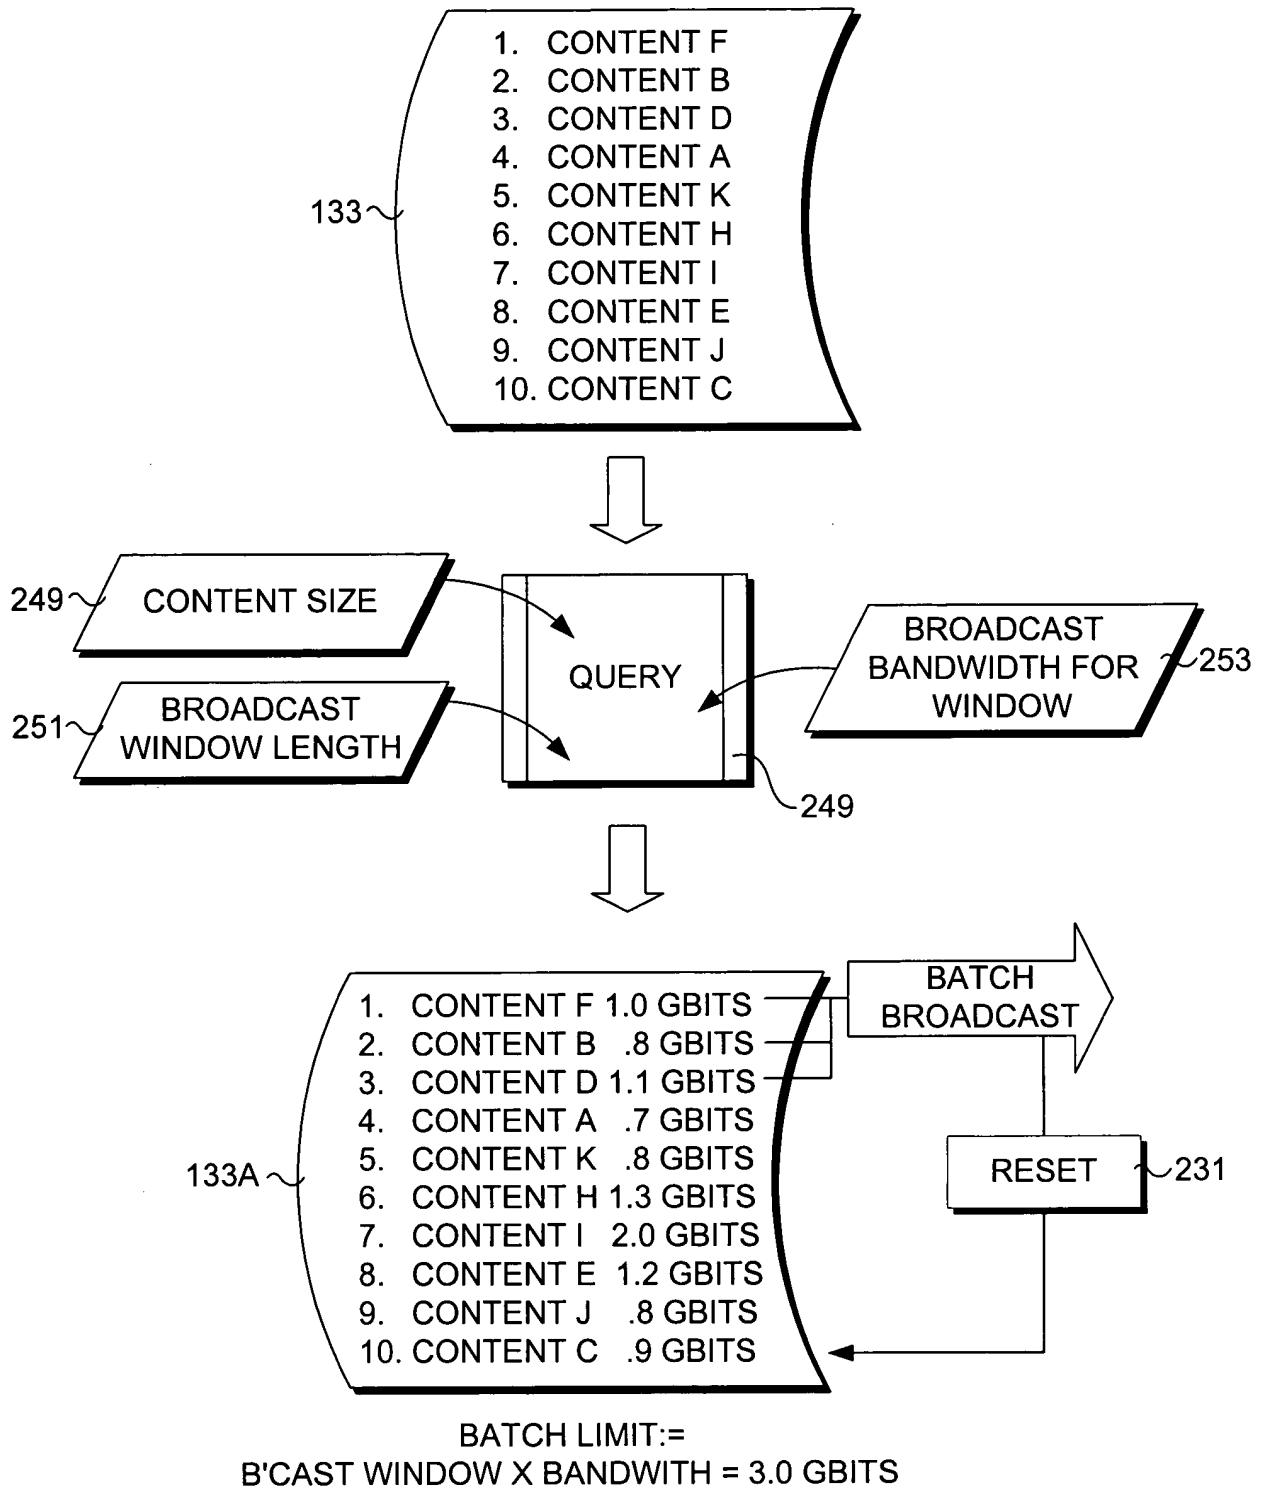 1. CONTENT F
2. CONTENT B
3. CONTENT D
4. CONTENT A
5. CONTENT K
6. CONTENT H
7. CONTENT I
8. CONTENT E
9. CONTENT J
10. CONTENT C
133
249
CONTENT SIZE
251
BROADCAST
WINDOW LENGTH
QUERY
249
BROADCAST
BANDWIDTH FOR
WINDOW
253
1. CONTENT F 1.0 GBITS
2. CONTENT B .8 GBITS
3. CONTENT D 1.1 GBITS
4. CONTENT A .7 GBITS
5. CONTENT K .8 GBITS
6. CONTENT H 1.3 GBITS
7. CONTENT I 2.0 GBITS
8. CONTENT E 1.2 GBITS
9. CONTENT J .8 GBITS
10. CONTENT C .9 GBITS
133A
BATCH
BROADCAST
RESET
231
BATCH LIMIT:=
B'CAST WINDOW X BANDWITH = 3.0 GBITS